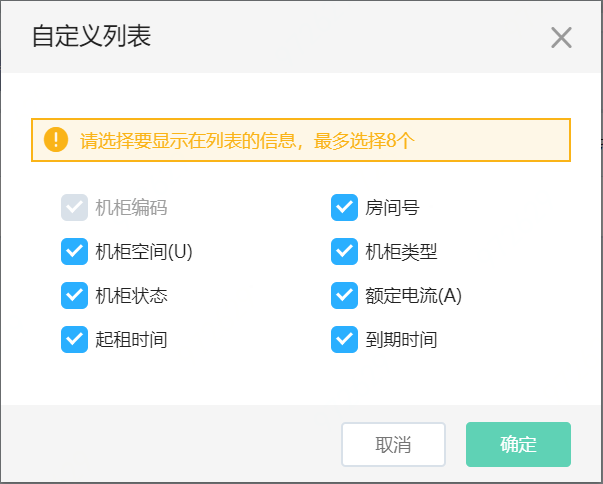 自定义列表
请选择要显示在列表的信息，最多选择8个
机柜编码
房间号
机柜空间(U)
机柜类型
机柜状态
额定电流(A)
起租时间
到期时间
取消
确定